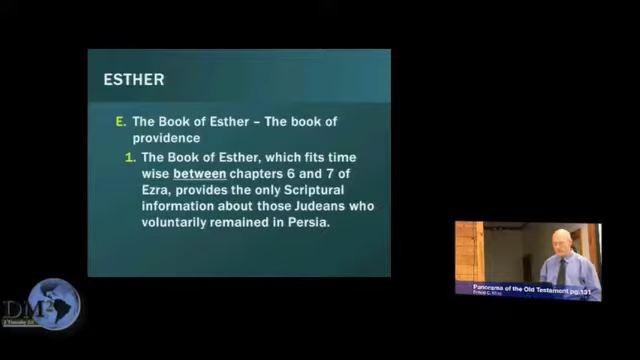 ESTHER
E. The Book of Esther – The book of
providence
1. The Book of Esther, which fits time
wise between chapters 6 and 7 of
Ezra, provides the only Scriptural
information about those Judeans who
voluntarily remained in Persia.
Panorama of the Old Testament pg.131
DM2